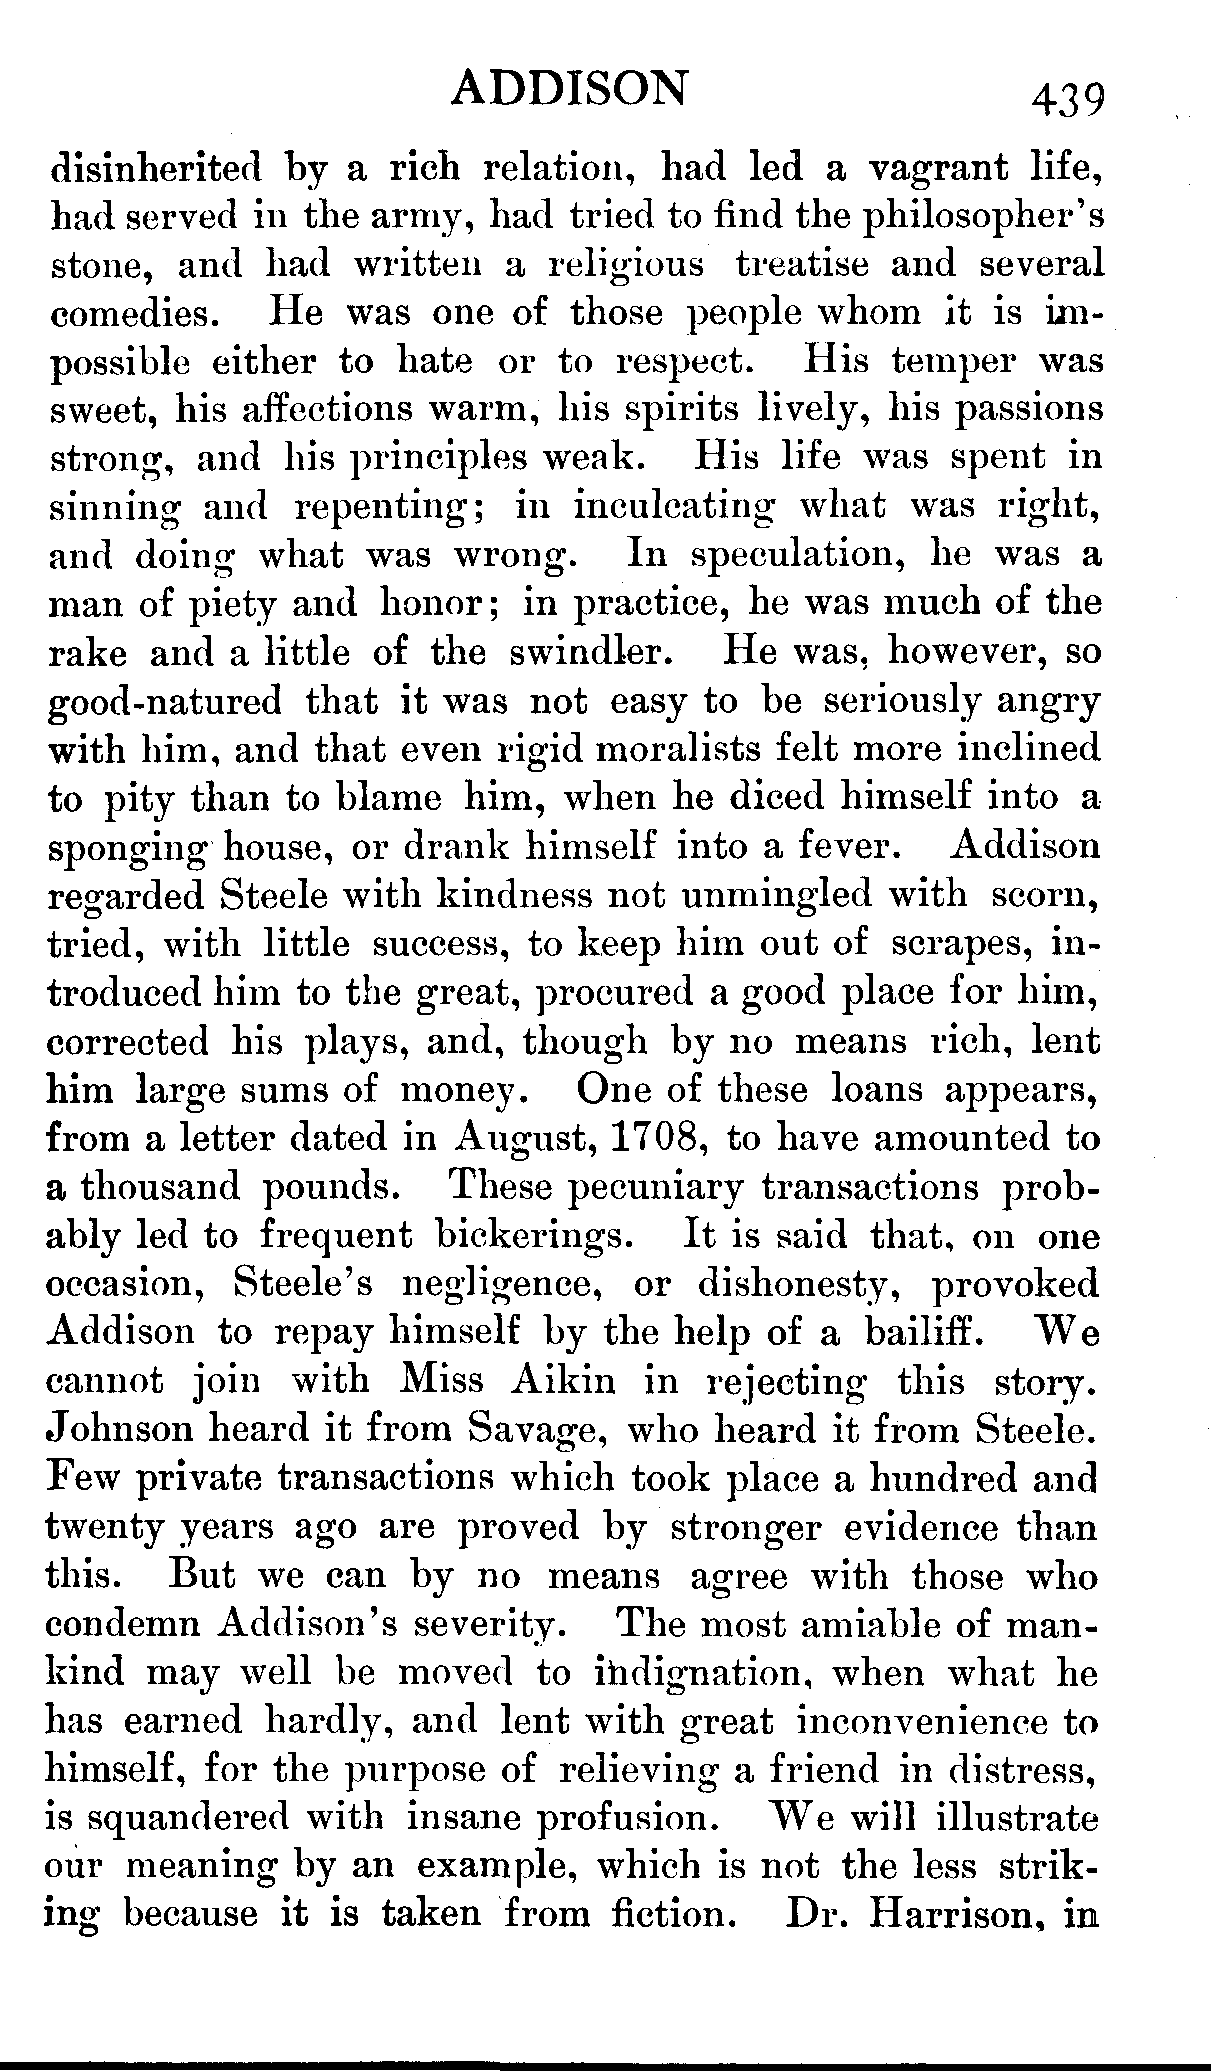 ADDISON 439
disinherited by a rich relation, had led a vagrant life,
had served in the army, had tried to find the philosopher's
stone, and had written a religious treatise and several
comedies. He was one of those people whom it is im-
possible either to hate or to respect. His temper was
sweet, his affections warm, his spirits lively, his passions
strong, and his principles weak. His life was spent in
sinning and repenting; in inculcating what was right,
and doing what was wrong. In speculation, he was a
man of piety and honor; in practice, he was much of the
rake and a little of the swindler. He was, however, so
good-natured that it was not easy to be seriously angry
with him, and that even rigid moralists felt more inclined
to pity than to blame him, when he diced himself into a
sponging house, or drank himself into a fever. Addison
regarded Steele with kindness not unmingled with scorn,
tried, with little success, to keep him out of scrapes, in-
troduced him to the great, procured a good place for him,
corrected his plays, and, though by no means rich, lent
him large sums of money. One of these loans appears,
from a letter dated in August, 1708, to have amounted to
a thousand pounds. These pecuniary transactions prob-
ably led to frequent bickerings. It is said that, on one
occasion, Steele's negligence, or dishonesty, provoked
Addison to repay himself by the help of a bailiff. We
cannot join with Miss Aikin in rejecting this story.
Johnson heard it from Savage, who heard it from Steele.
Few private transactions which took place a hundred and
twenty years ago are proved by stronger evidence than
this. But we can by no means agree with those who
condemn Addison's severity. The most amiable of man-
kind may well be moved to indignation, when what he
has earned hardly, and lent with great inconvenience to
himself, for the purpose of relieving a friend in distress,
is squandered with insane profusion. We will illustrate
our meaning by an example, which is not the less strik-
ing because it is taken from fiction. Dr. Harrison, in